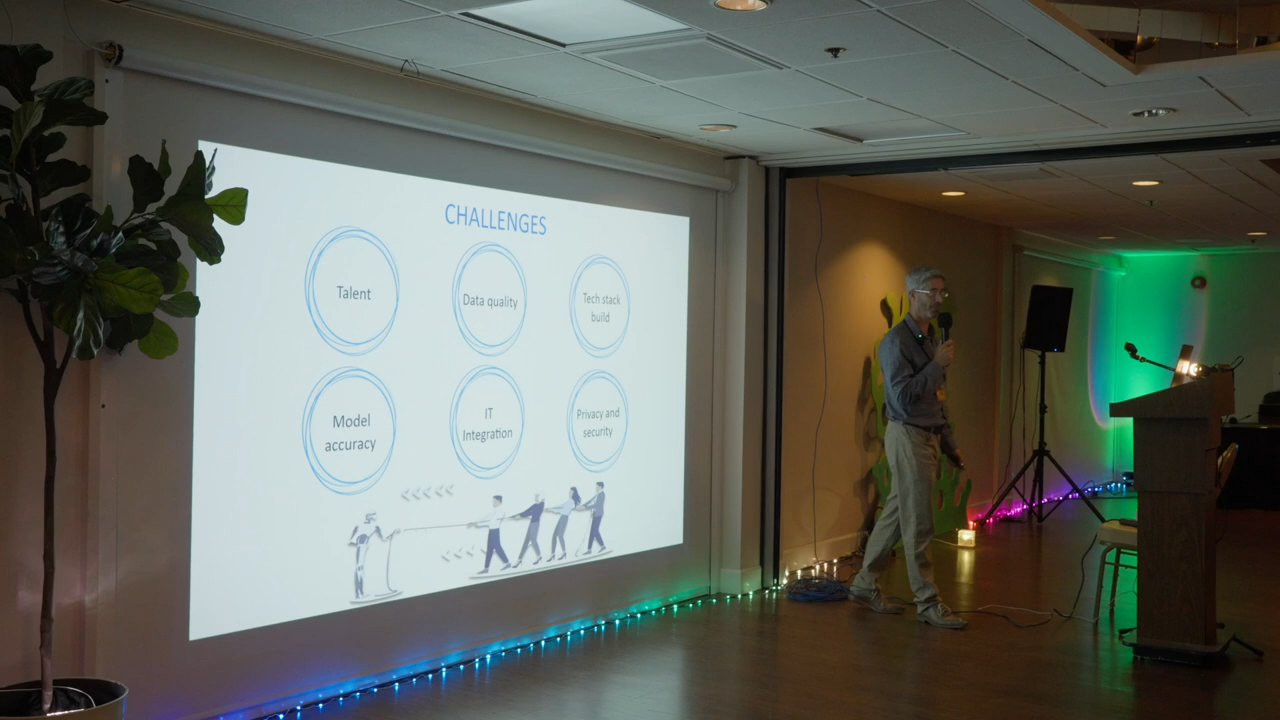 CHALLENGES
Talent
Data quality
Tech stack
build
Model
accuracy
IT
Integration
Privacy and
security